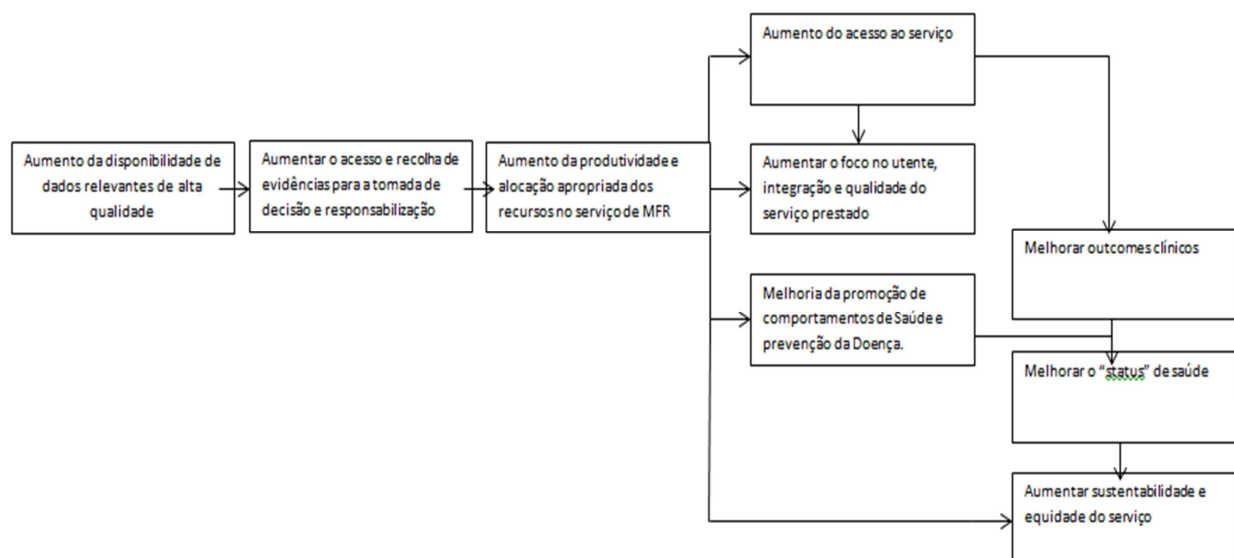 Aumento da disponibilidade de
dados relevantes de alta
qualidade
Aumentar o acesso e recolha de
evidências para a tomada de
decisão e responsabilização
Aumento da produtividade e
alocação apropriada dos
recursos no serviço de MFR
Aumento do acesso ao serviço
Aumentar o foco no utente,
integração e qualidade do
serviço prestado
Melhoria da promoção de
comportamentos de Saúde e
prevenção da Doença.
Melhorar outcomes clínicos
Melhorar o “status” de saúde
Aumentar sustentabilidade e
equidade do serviço